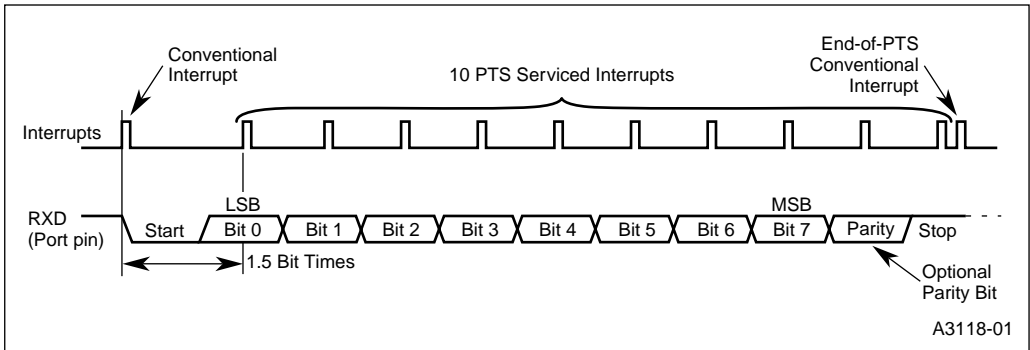 Conventional
Interrupt
10 PTS Serviced Interrupts
End-of-PTS
Conventional
Interrupt
Interrupts
RXD
(Port pin)
Start
LSB
Bit 0
Bit 1
Bit 2
Bit 3
Bit 4
Bit 5
Bit 6
MSB
Bit 7
Parity
Stop
1.5 Bit Times
Optional
Parity Bit
A3118-01